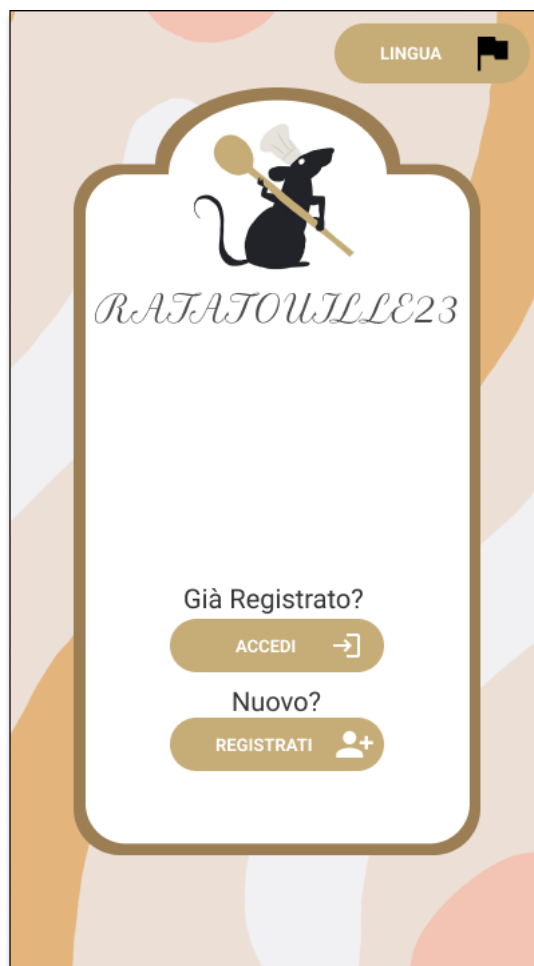 LINGUA
RATATOUILLE23
Già Registrato?
ACCEDI
Nuovo?
REGISTRATI